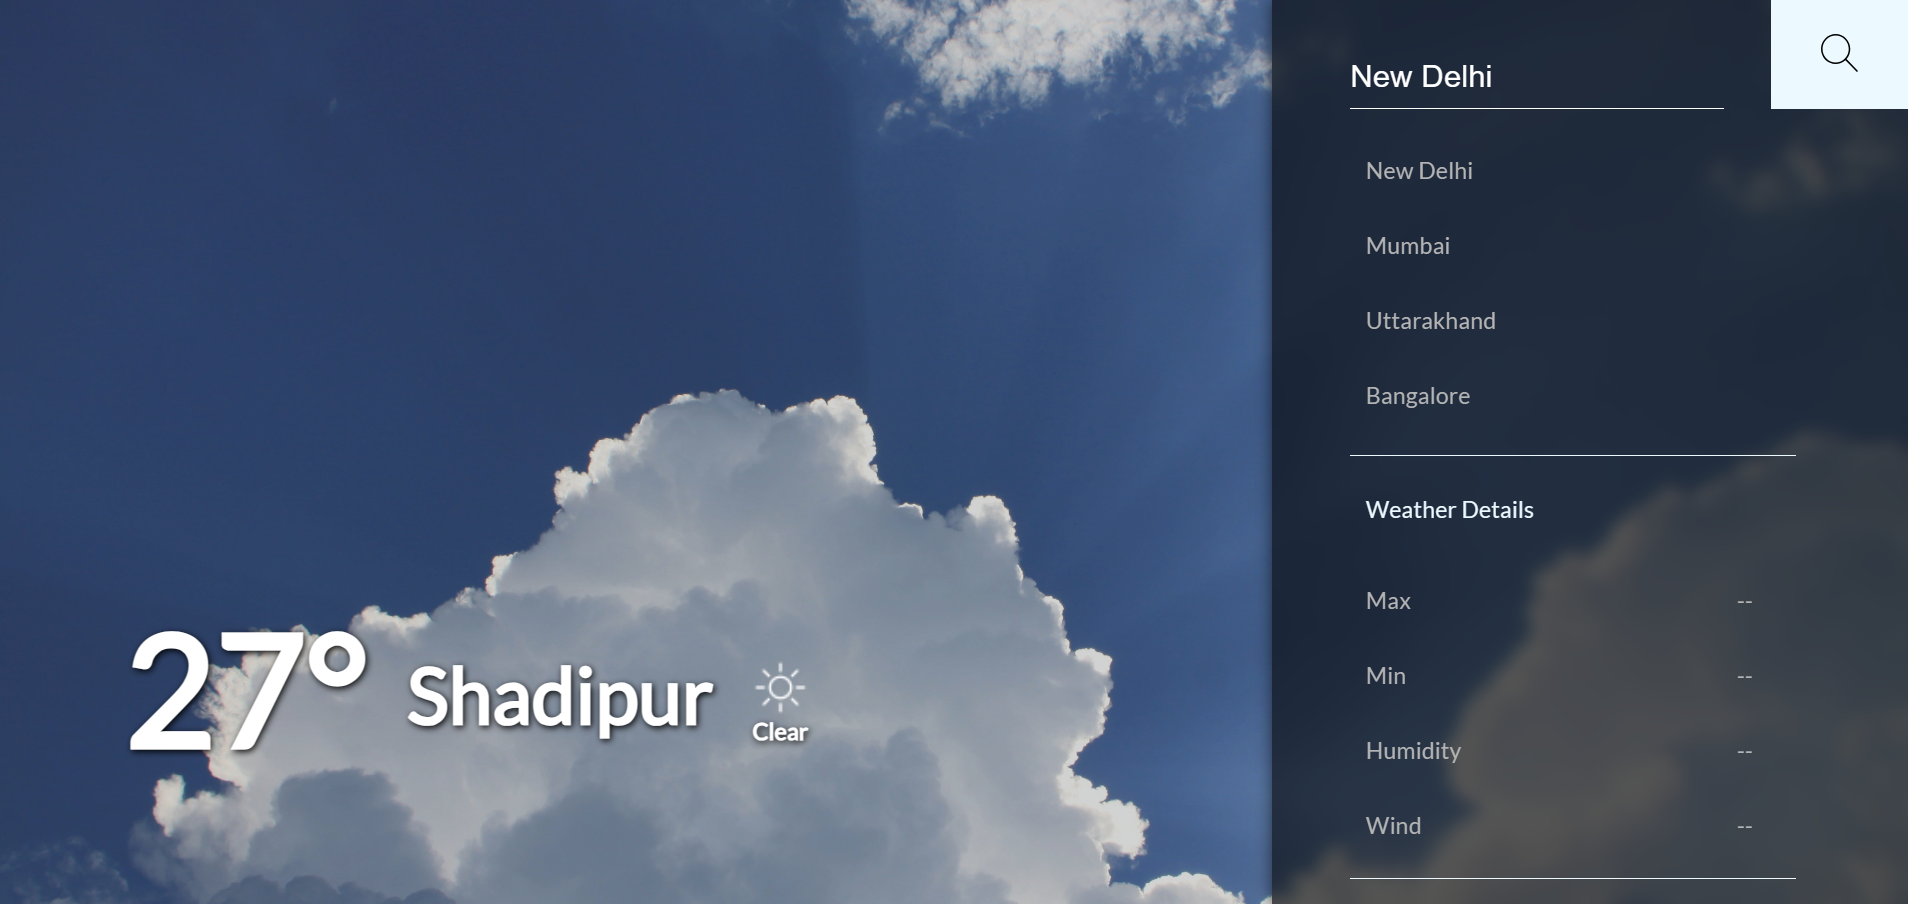 27° Shadipur
Clear
New Delhi
New Delhi
Mumbai
Uttarakhand
Bangalore
Weather Details
Max --
Min --
Humidity --
Wind --